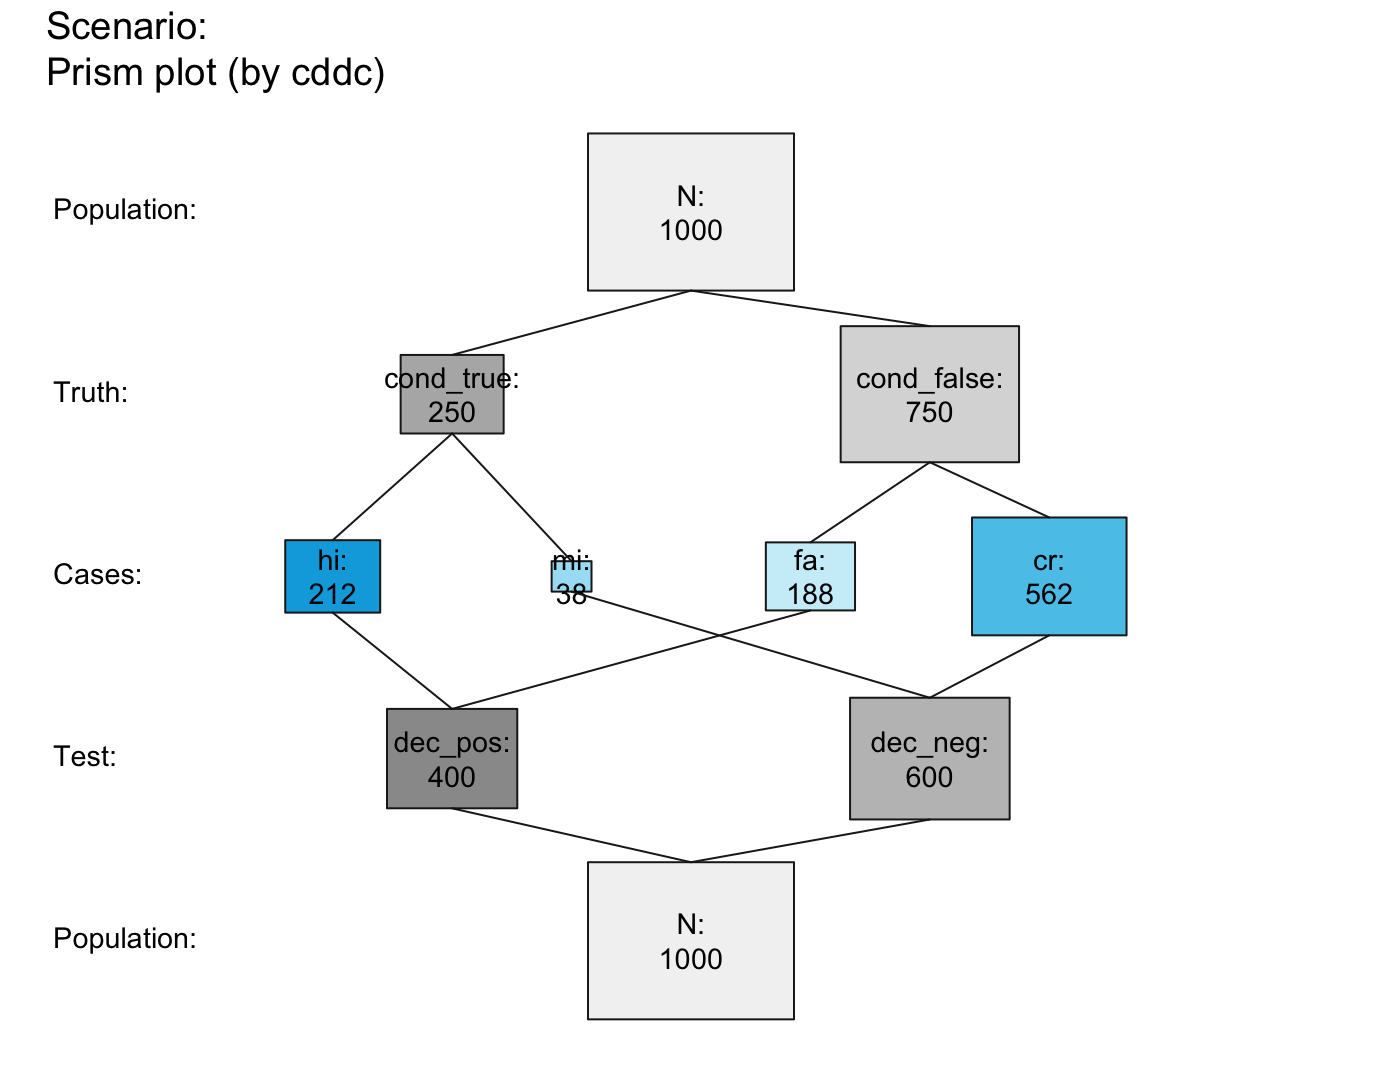 Scenario:
Prism plot (by cddc)
Population:
N:
1000
Truth:
cond_true:
250
cond_false:
750
Cases:
hi:
212
mi:
38
fa:
188
cr:
562
Test:
dec_pos:
400
dec_neg:
600
Population:
N:
1000